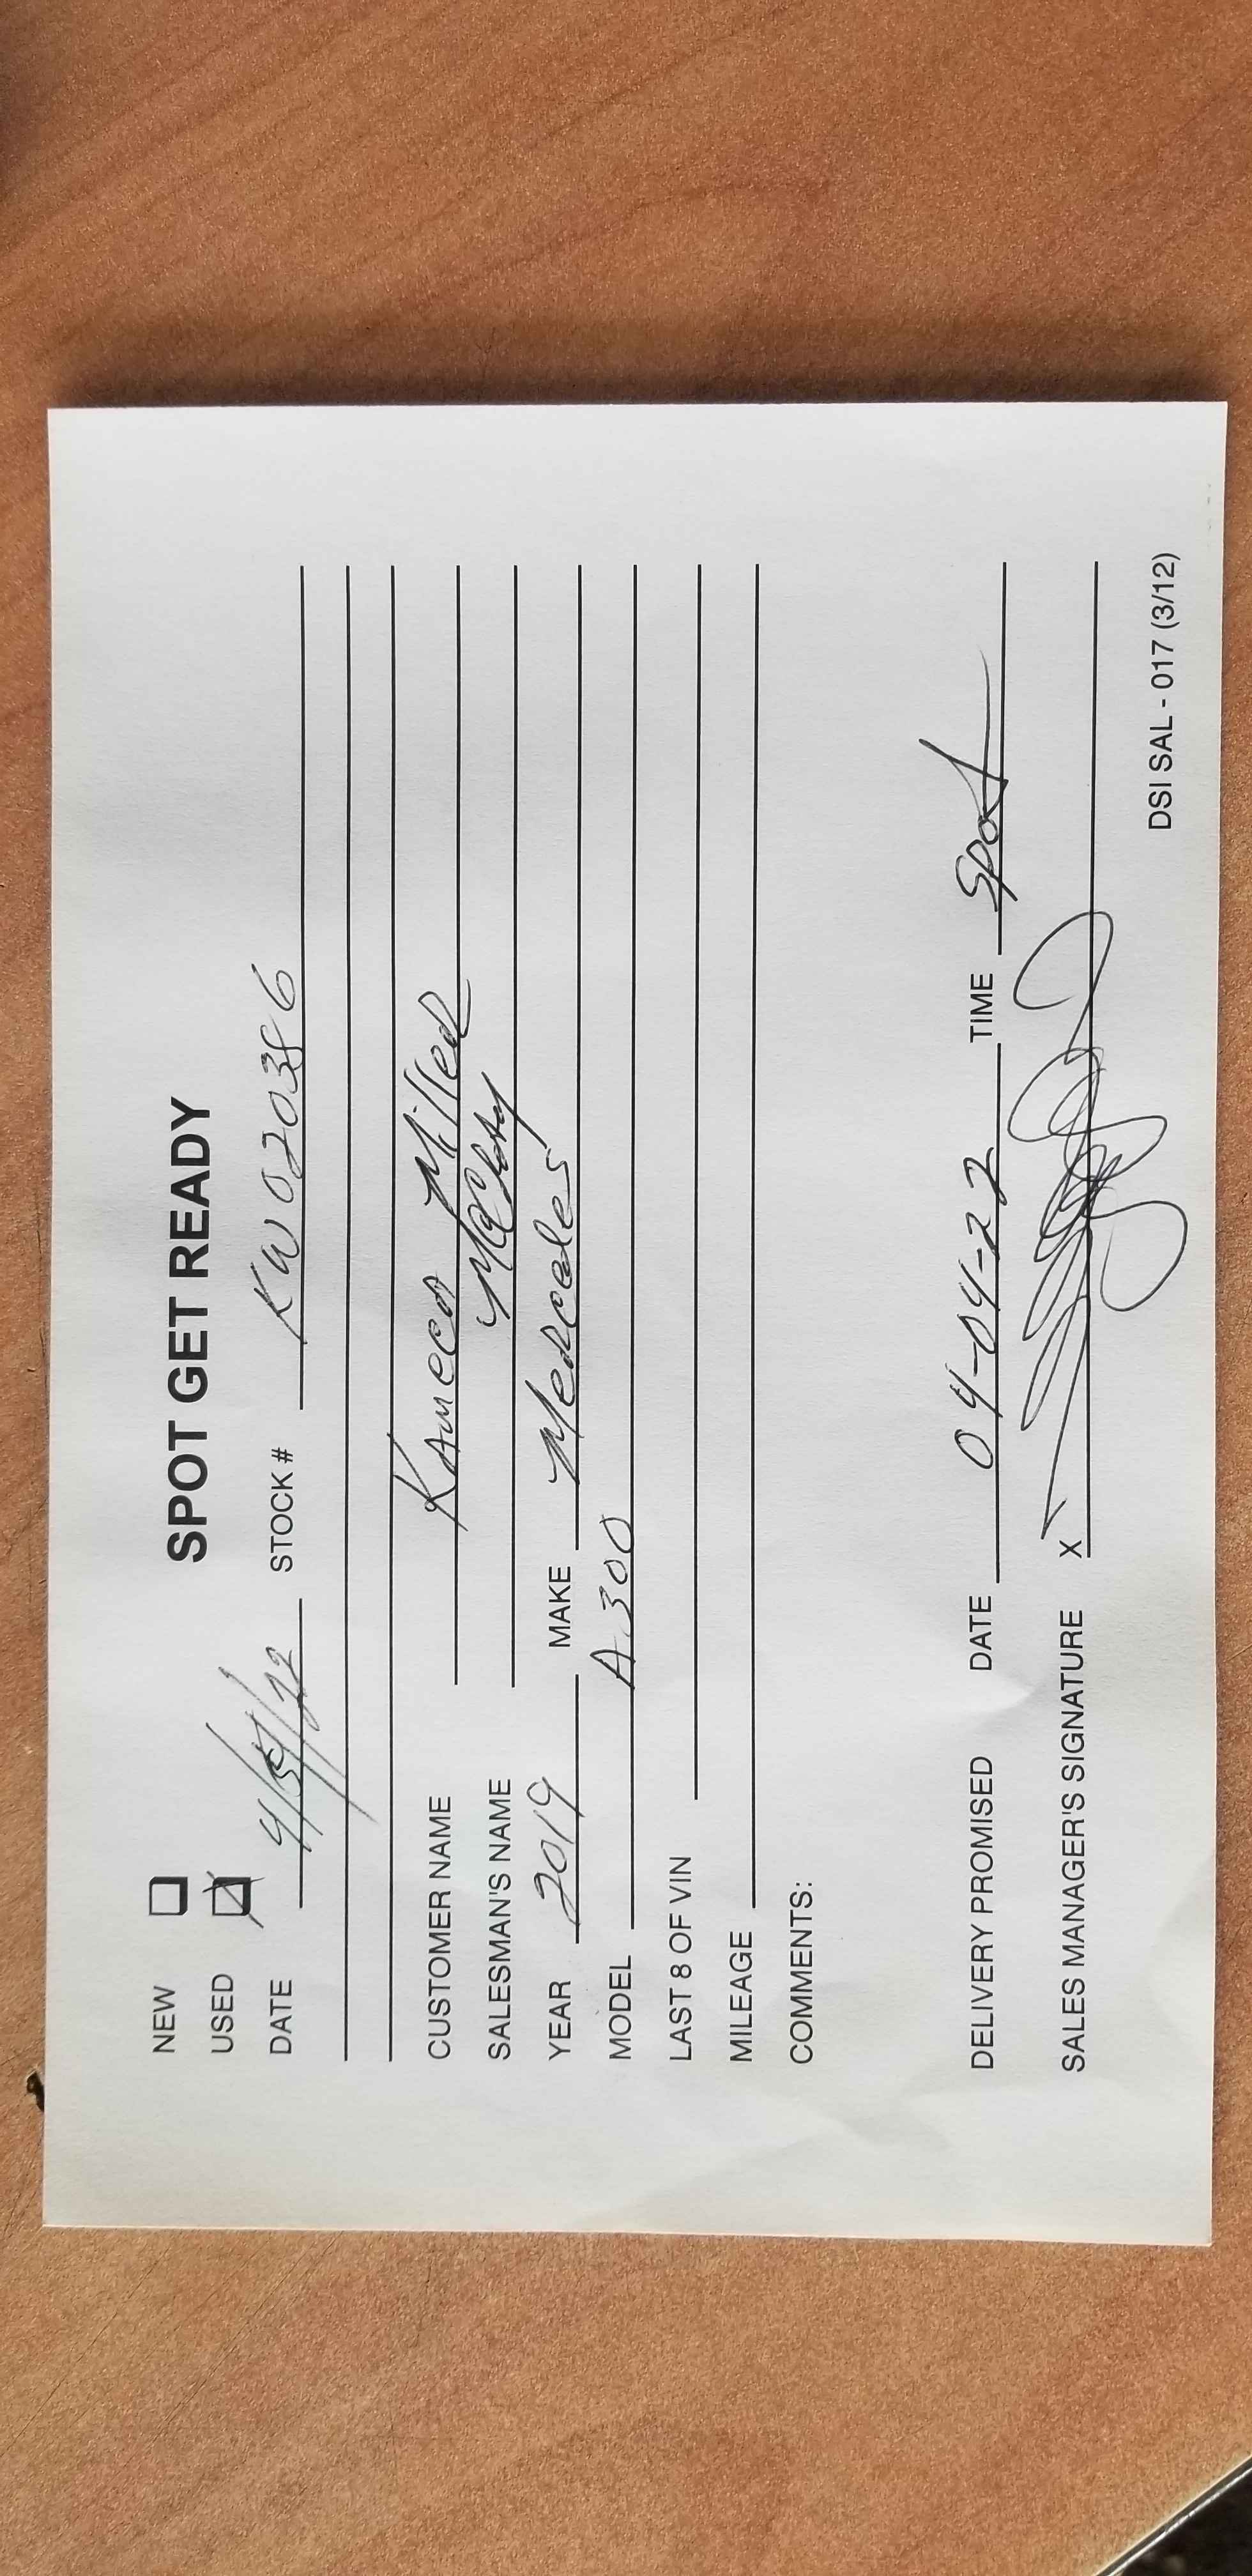 SPOT GET READY
NEW
USED
DATE 4/ /22 STOCK # KW020386
CUSTOMER NAME Kameco Miller
SALESMAN'S NAME
YEAR 2019 MAKE Mercedes
MODEL A.300
LAST 8 OF VIN
MILEAGE
COMMENTS:
DELIVERY PROMISED DATE 04-04-22 TIME Spot
SALES MANAGER'S SIGNATURE X
DSI SAL - 017 (3/12)